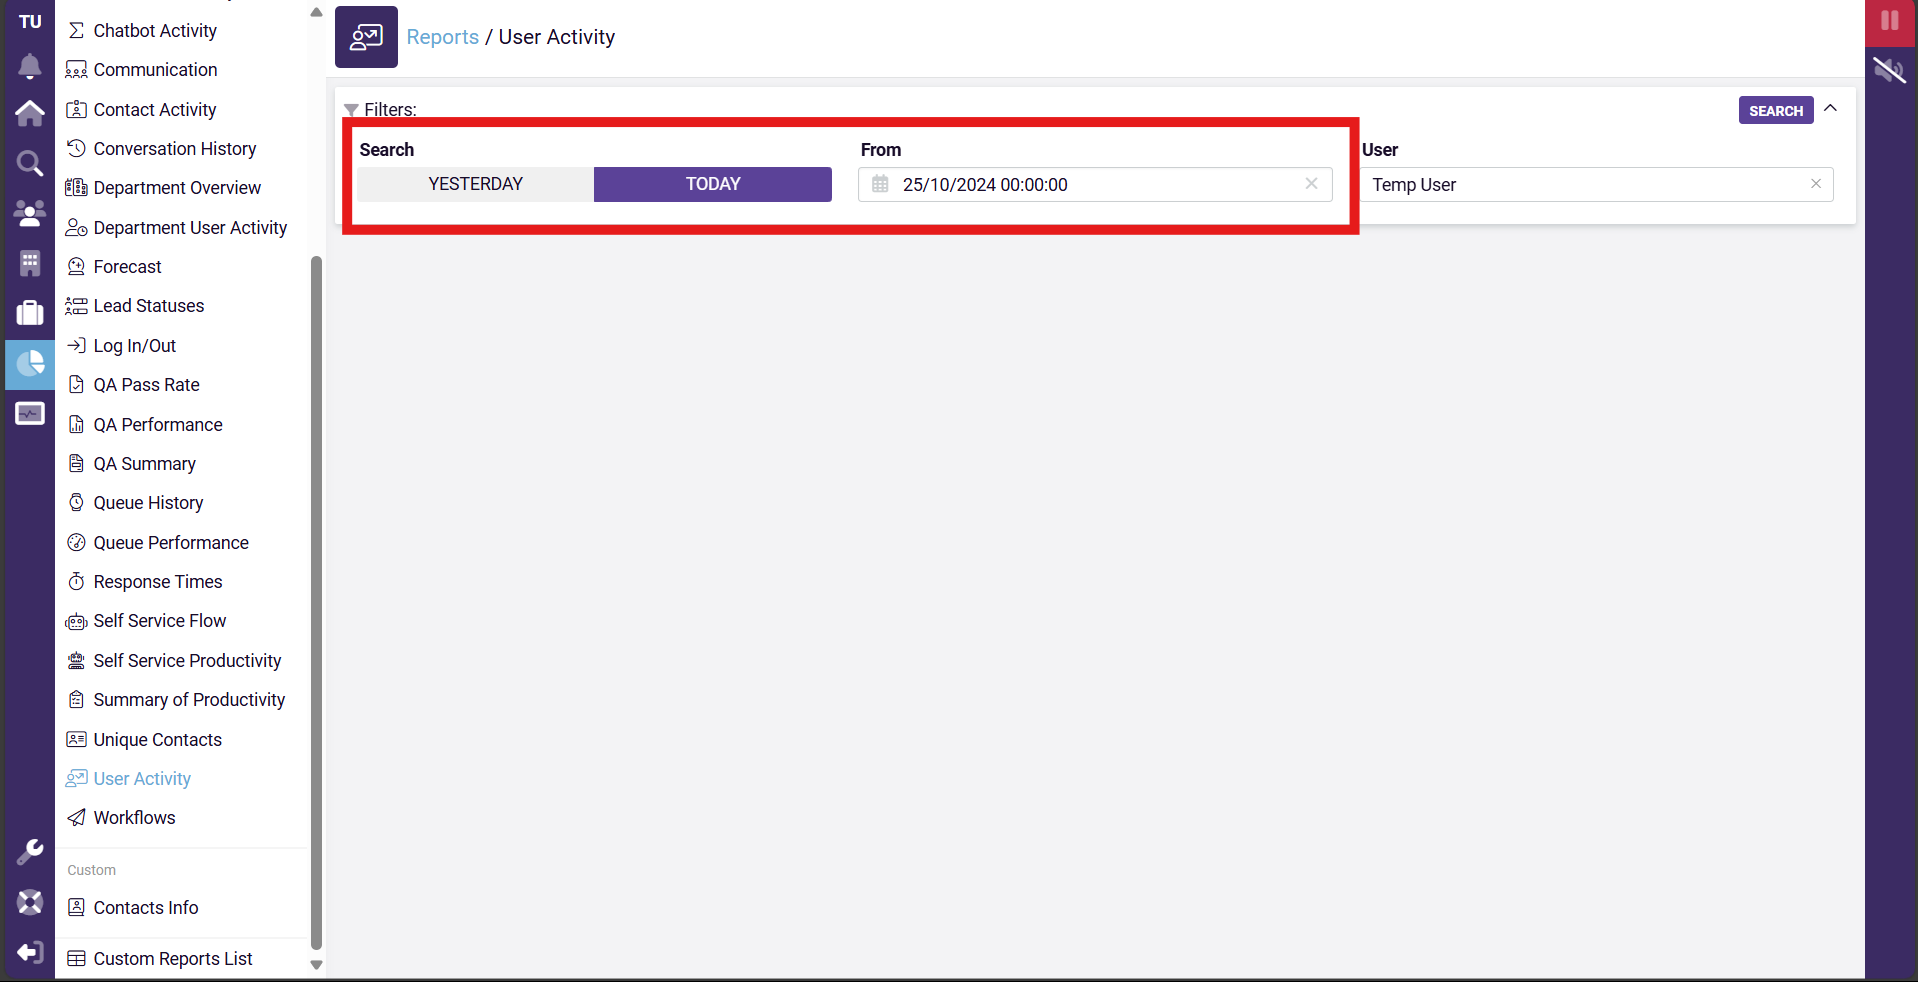 TU
Chatbot Activity
Communication
Contact Activity
Conversation History
Department Overview
Department User Activity
Forecast
Lead Statuses
Log In/Out
QA Pass Rate
QA Performance
QA Summary
Queue History
Queue Performance
Response Times
Self Service Flow
Self Service Productivity
Summary of Productivity
Unique Contacts
User Activity
Workflows
Custom
Contacts Info
Custom Reports List
Reports / User Activity
Filters:
SEARCH
Search
YESTERDAY
TODAY
From
25/10/2024 00:00:00
User
Temp User